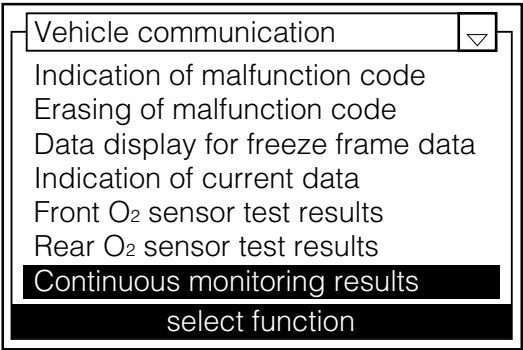 Vehicle communication
Indication of malfunction code
Erasing of malfunction code
Data display for freeze frame data
Indication of current data
Front O₂ sensor test results
Rear O₂ sensor test results
Continuous monitoring results
select function